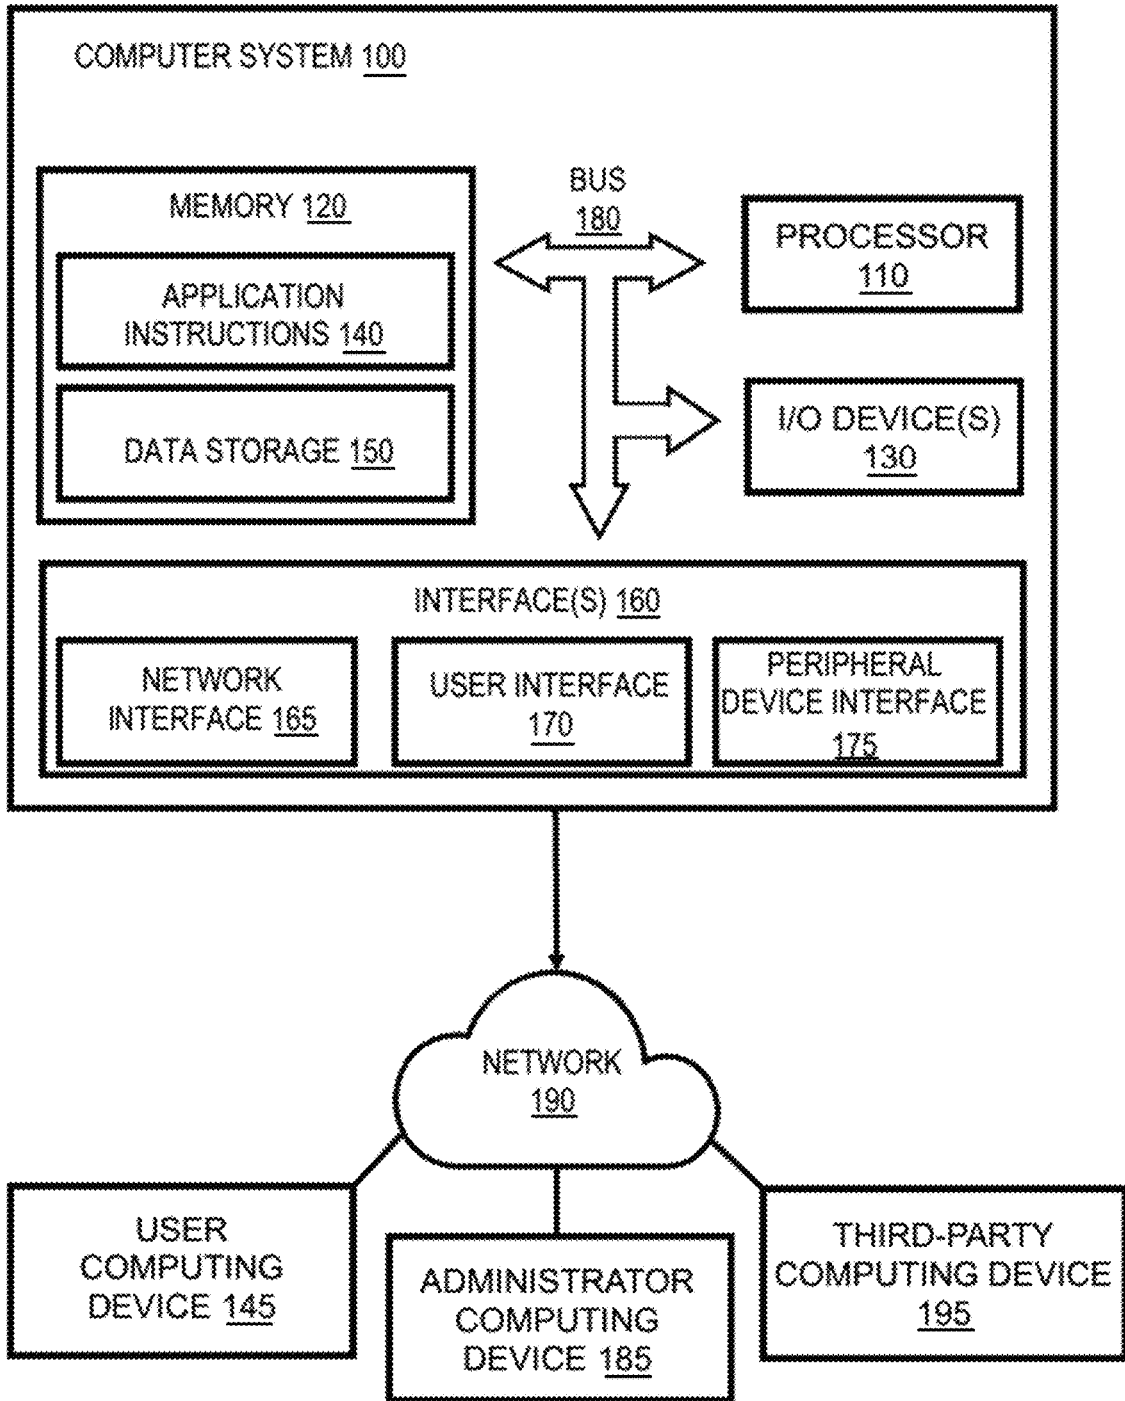 COMPUTER SYSTEM 100
MEMORY 120
APPLICATION
INSTRUCTIONS 140
DATA STORAGE 150
BUS
180
PROCESSOR
110
I/O DEVICE(S)
130
INTERFACE(S) 160
NETWORK
INTERFACE 165
USER INTERFACE
170
PERIPHERAL
DEVICE INTERFACE
175
NETWORK
190
USER
COMPUTING
DEVICE 145
ADMINISTRATOR
COMPUTING
DEVICE 185
THIRD-PARTY
COMPUTING DEVICE
195